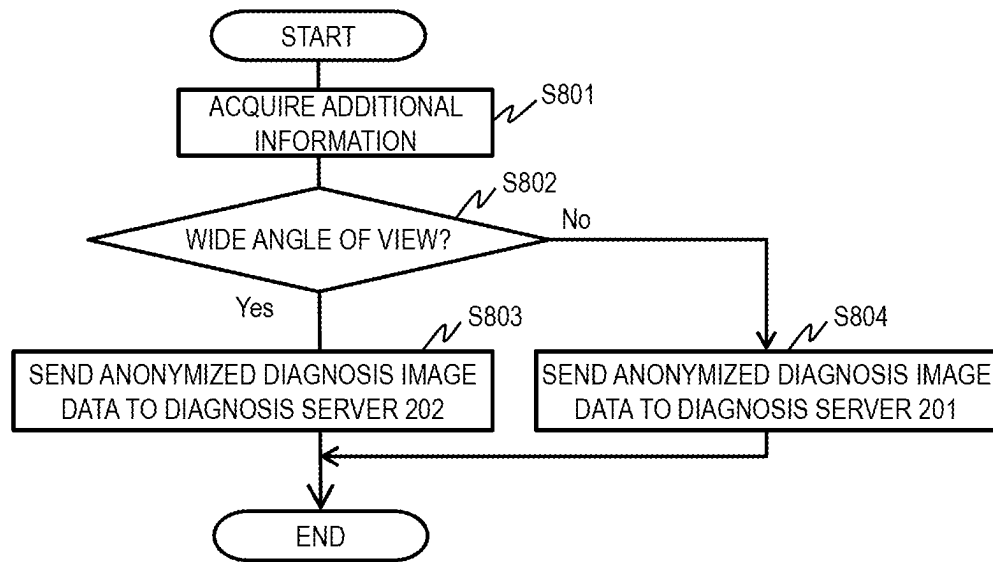 START
ACQUIRE ADDITIONAL
INFORMATION
S801
S802
WIDE ANGLE OF VIEW?
No
Yes
S803
SEND ANONYMIZED DIAGNOSIS IMAGE
DATA TO DIAGNOSIS SERVER 202
S804
SEND ANONYMIZED DIAGNOSIS IMAGE
DATA TO DIAGNOSIS SERVER 201
END